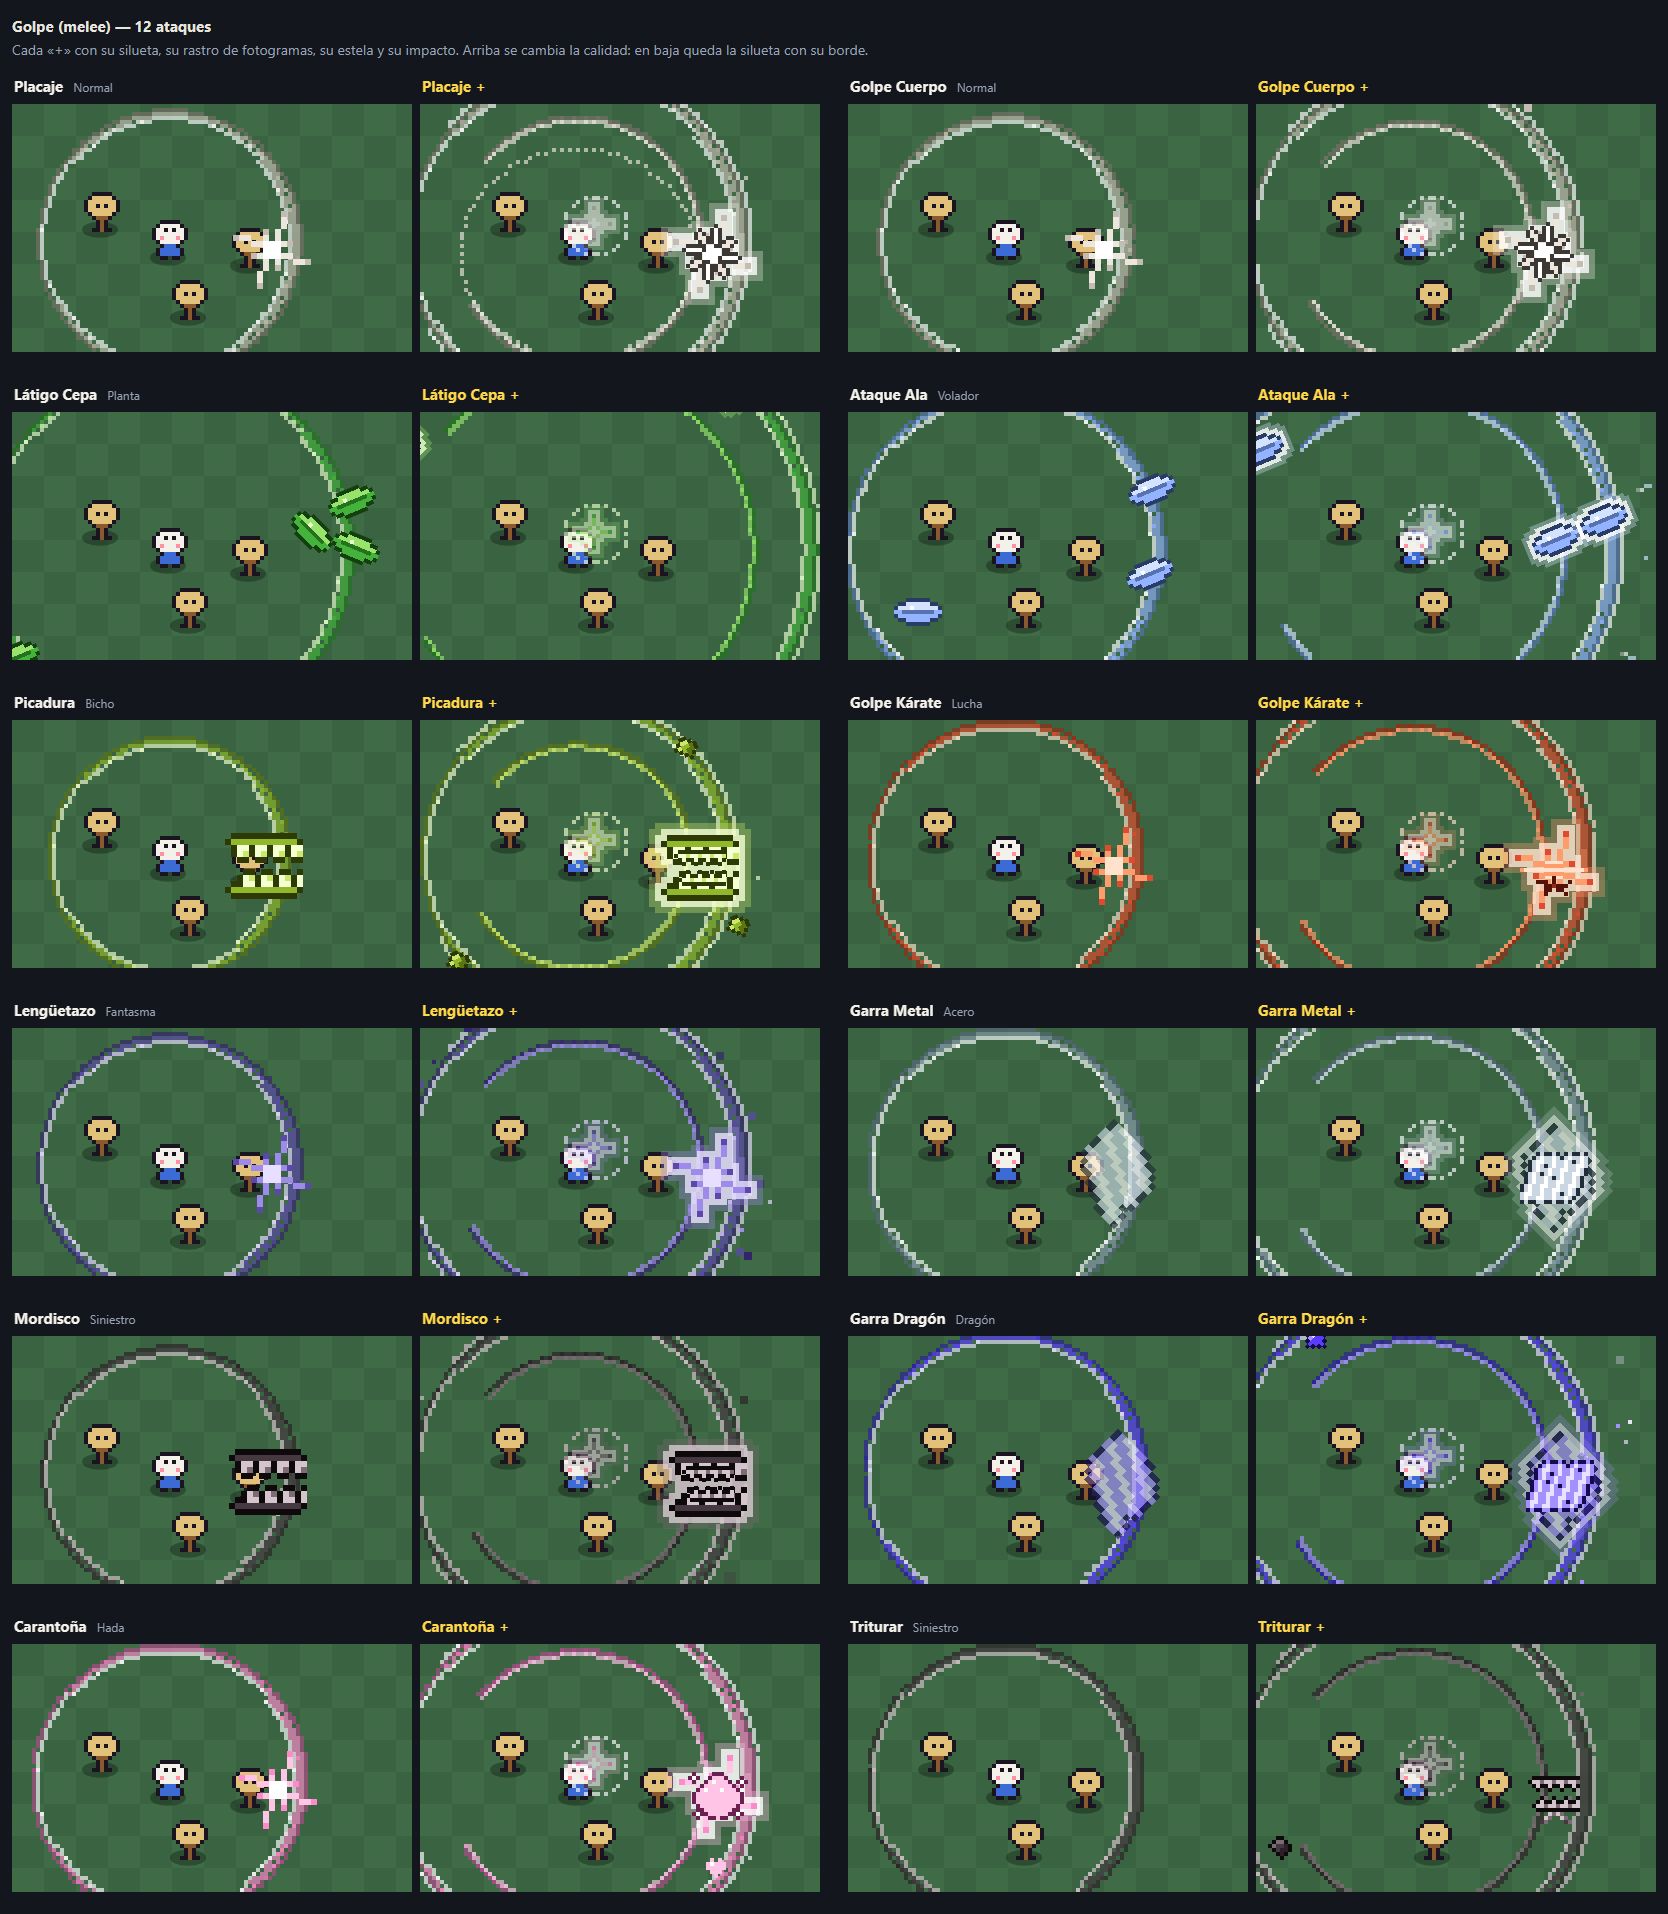 Golpe (melee) — 12 ataques
Cada «+» con su silueta, su rastro de fotogramas, su estela y su impacto. Arriba se cambia la calidad: en baja queda la silueta con su borde.
Placaje Normal Placaje + Golpe Cuerpo Normal Golpe Cuerpo +
Látigo Cepa Planta Látigo Cepa + Ataque Ala Volador Ataque Ala +
Picadura Bicho Picadura + Golpe Kárate Lucha Golpe Kárate +
Lengüetazo Fantasma Lengüetazo + Garra Metal Acero Garra Metal +
Mordisco Siniestro Mordisco + Garra Dragón Dragón Garra Dragón +
Carantoña Hada Carantoña + Triturar Siniestro Triturar +